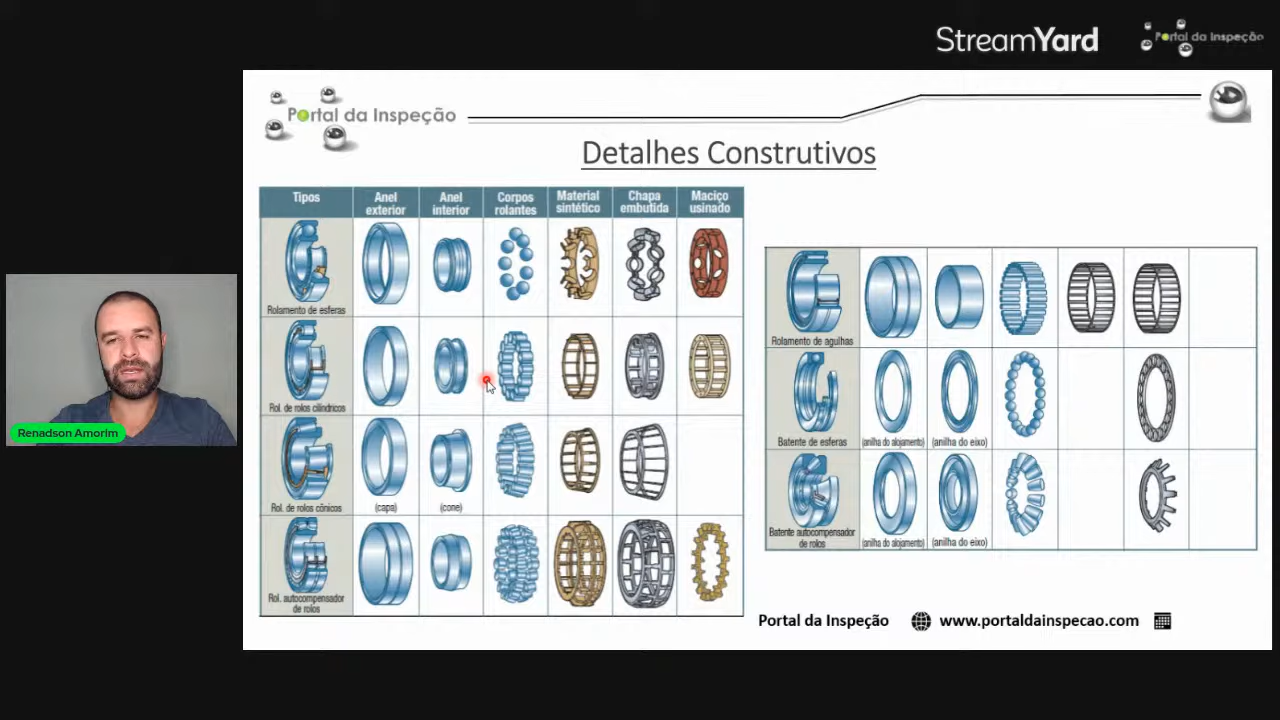 StreamYard
Portal da Inspeção
Portal da Inspeção
Detalhes Construtivos
Tipos
Anel
exterior
Anel
interior
Corpos
rolantes
Material
sintético
Chapa
embutida
Maciço
usinado
Rolamento de esferas
Rol. de rolos cilíndricos
Rol. de rolos cônicos
(capa)
(cone)
Rol. autocompensador
de rolos
Rolamento de agulhas
Batente de esferas
(anilha do alojamento)
(anilha do eixo)
Batente autocompensador
de rolos
(anilha do alojamento)
(anilha do eixo)
Renadson Amorim
Portal da Inspeção
www.portaldainspecao.com